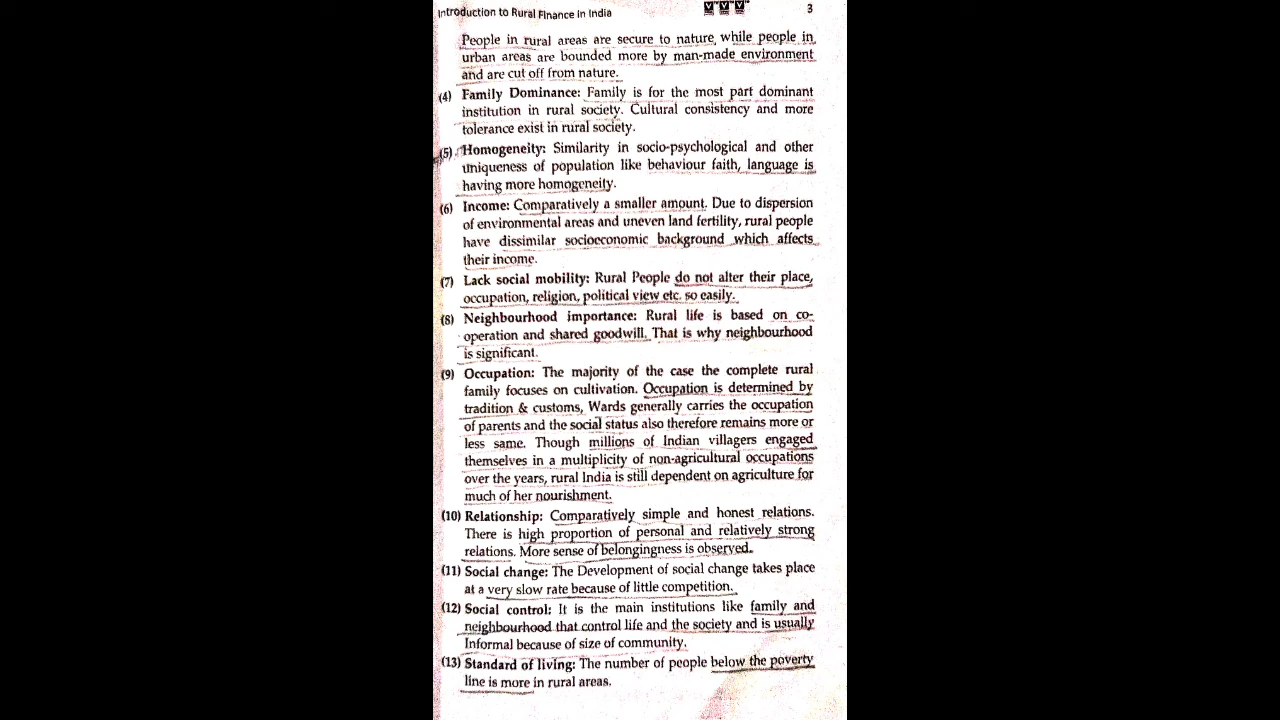 Introduction to Rural Finance in India
3
People in rural areas are secure to nature while people in
urban areas are bounded more by man-made environment
and are cut off from nature.
(4) Family Dominance: Family is for the most part dominant
institution in rural society. Cultural consistency and more
tolerance exist in rural society.
(5) Homogeneity: Similarity in socio-psychological and other
uniqueness of population like behaviour faith, language is
having more homogeneity.
(6) Income: Comparatively a smaller amount. Due to dispersion
of environmental areas and uneven land fertility, rural people
have dissimilar socioeconomic background which affects
their income.
(7) Lack social mobility: Rural People do not alter their place,
occupation, religion, political view etc. so easily.
(8) Neighbourhood importance: Rural life is based on co-
operation and shared goodwill. That is why neighbourhood
is significant.
(9) Occupation: The majority of the case the complete rural
family focuses on cultivation. Occupation is determined by
tradition & customs, Wards generally carries the occupation
of parents and the social status also therefore remains more or
less same. Though millions of Indian villagers engaged
themselves in a multiplicity of non-agricultural occupations
over the years, rural India is still dependent on agriculture for
much of her nourishment.
(10) Relationship: Comparatively simple and honest relations.
There is high proportion of personal and relatively strong
relations. More sense of belongingness is observed.
(11) Social change: The Development of social change takes place
at a very slow rate because of little competition.
(12) Social control: It is the main institutions like family and
neighbourhood that control life and the society and is usually
Informal because of size of community.
(13) Standard of living: The number of people below the poverty
line is more in rural areas.